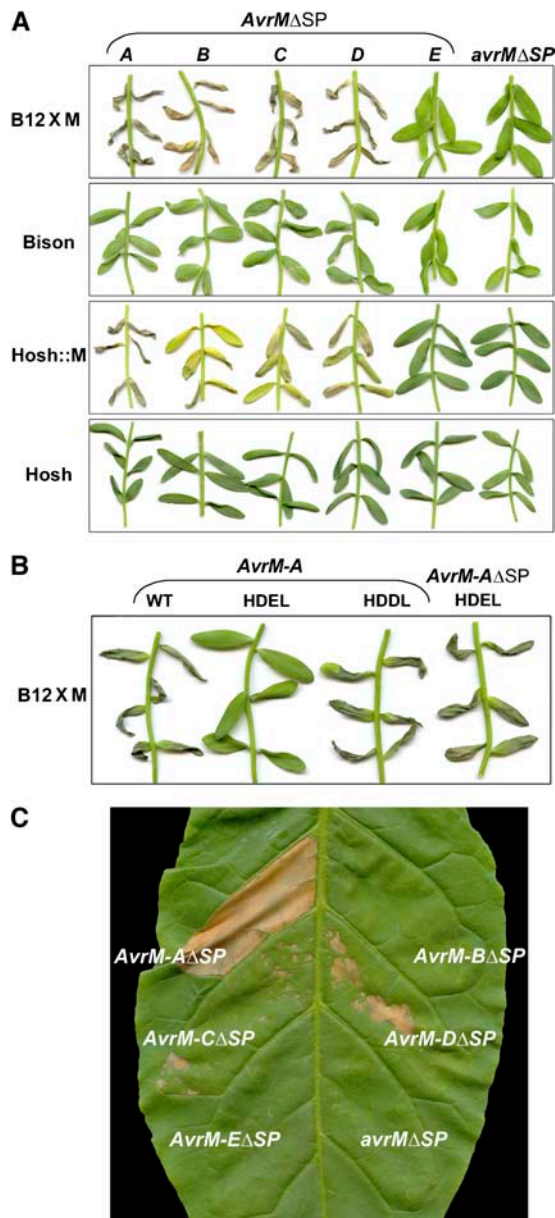 A
AvrMΔSP
A B C D E avrMΔSP
B12 X M
Bison
Hosh::M
Hosh
B
AvrM-A AvrM-AΔSP
WT HDEL HDDL HDEL
B12 X M
C
AvrM-AΔSP AvrM-BΔSP
AvrM-CΔSP AvrM-DΔSP
AvrM-EΔSP avrMΔSP